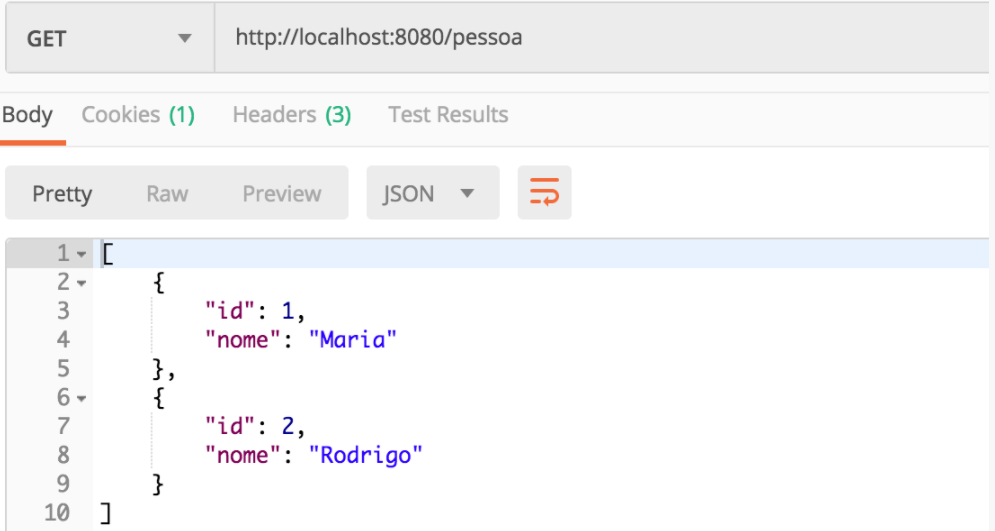 GET http://localhost:8080/pessoa
Body Cookies (1) Headers (3) Test Results
Pretty Raw Preview JSON
1 [
2 {
3 "id": 1,
4 "nome": "Maria"
5 },
6 {
7 "id": 2,
8 "nome": "Rodrigo"
9 }
10 ]